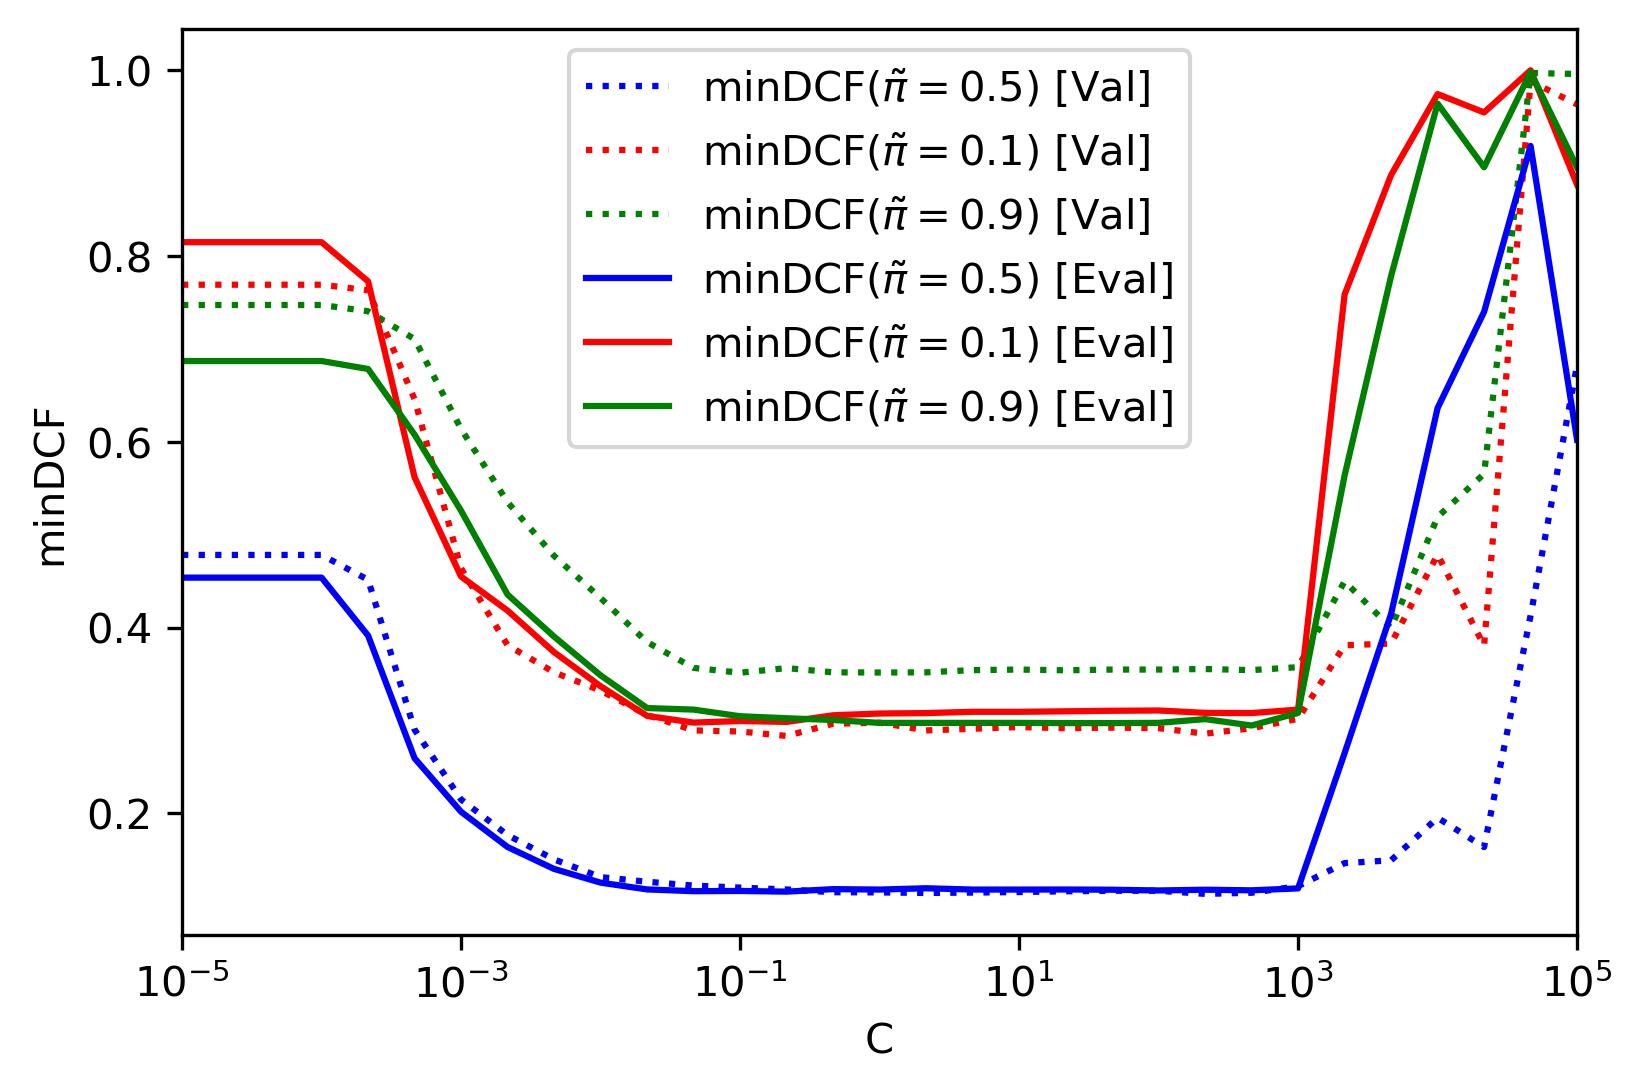 1.0
0.8
0.6
0.4
0.2
minDCF
minDCF(π̃ = 0.5) [Val]
minDCF(π̃ = 0.1) [Val]
minDCF(π̃ = 0.9) [Val]
minDCF(π̃ = 0.5) [Eval]
minDCF(π̃ = 0.1) [Eval]
minDCF(π̃ = 0.9) [Eval]
10⁻⁵ 10⁻³ 10⁻¹ 10¹ 10³ 10⁵
C